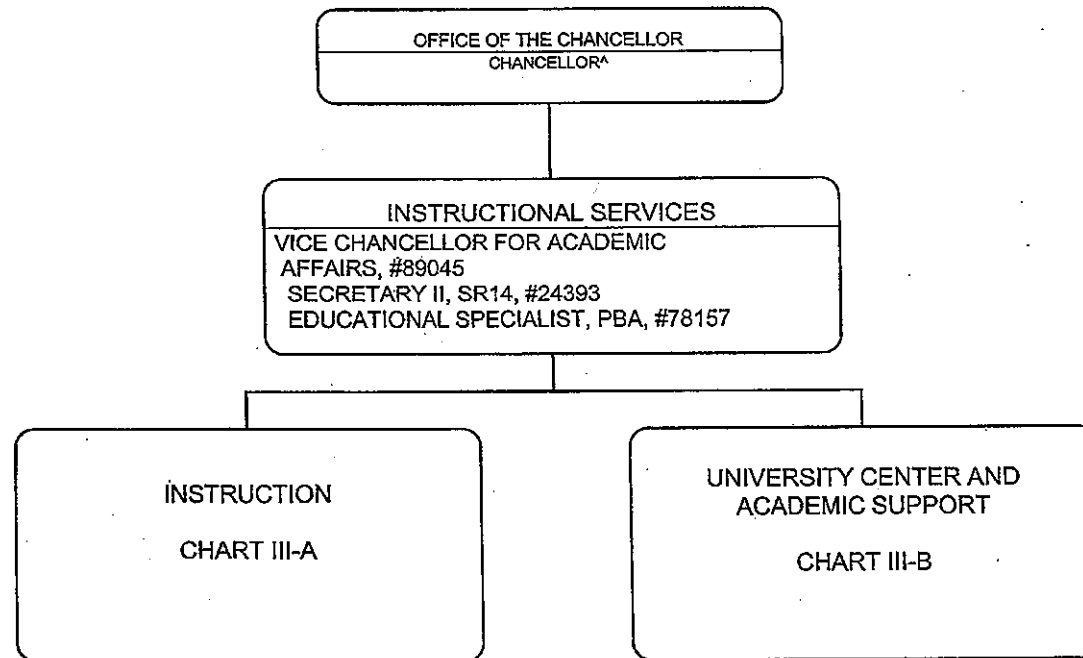 OFFICE OF THE CHANCELLOR
CHANCELLOR^
INSTRUCTIONAL SERVICES
VICE CHANCELLOR FOR ACADEMIC
AFFAIRS, #89045
SECRETARY II, SR14, #24393
EDUCATIONAL SPECIALIST, PBA, #78157
INSTRUCTION
CHART III-A
UNIVERSITY CENTER AND
ACADEMIC SUPPORT
CHART III-B